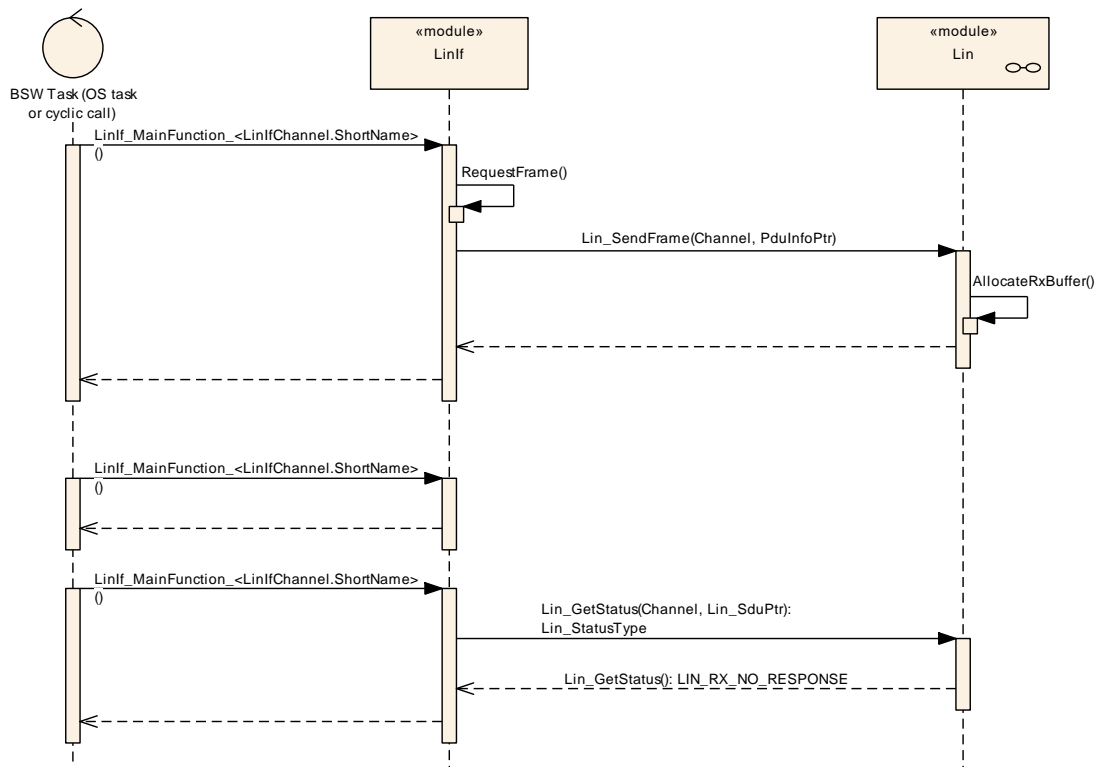 «module»
LinIf
«module»
Lin
BSW Task (OS task
or cyclic call)
LinIf_MainFunction_<LinIfChannel.ShortName>
()
RequestFrame()
Lin_SendFrame(Channel, PduInfoPtr)
AllocateRxBuffer()
LinIf_MainFunction_<LinIfChannel.ShortName>
()
LinIf_MainFunction_<LinIfChannel.ShortName>
()
Lin_GetStatus(Channel, Lin_SduPtr):
Lin_StatusType
Lin_GetStatus(): LIN_RX_NO_RESPONSE